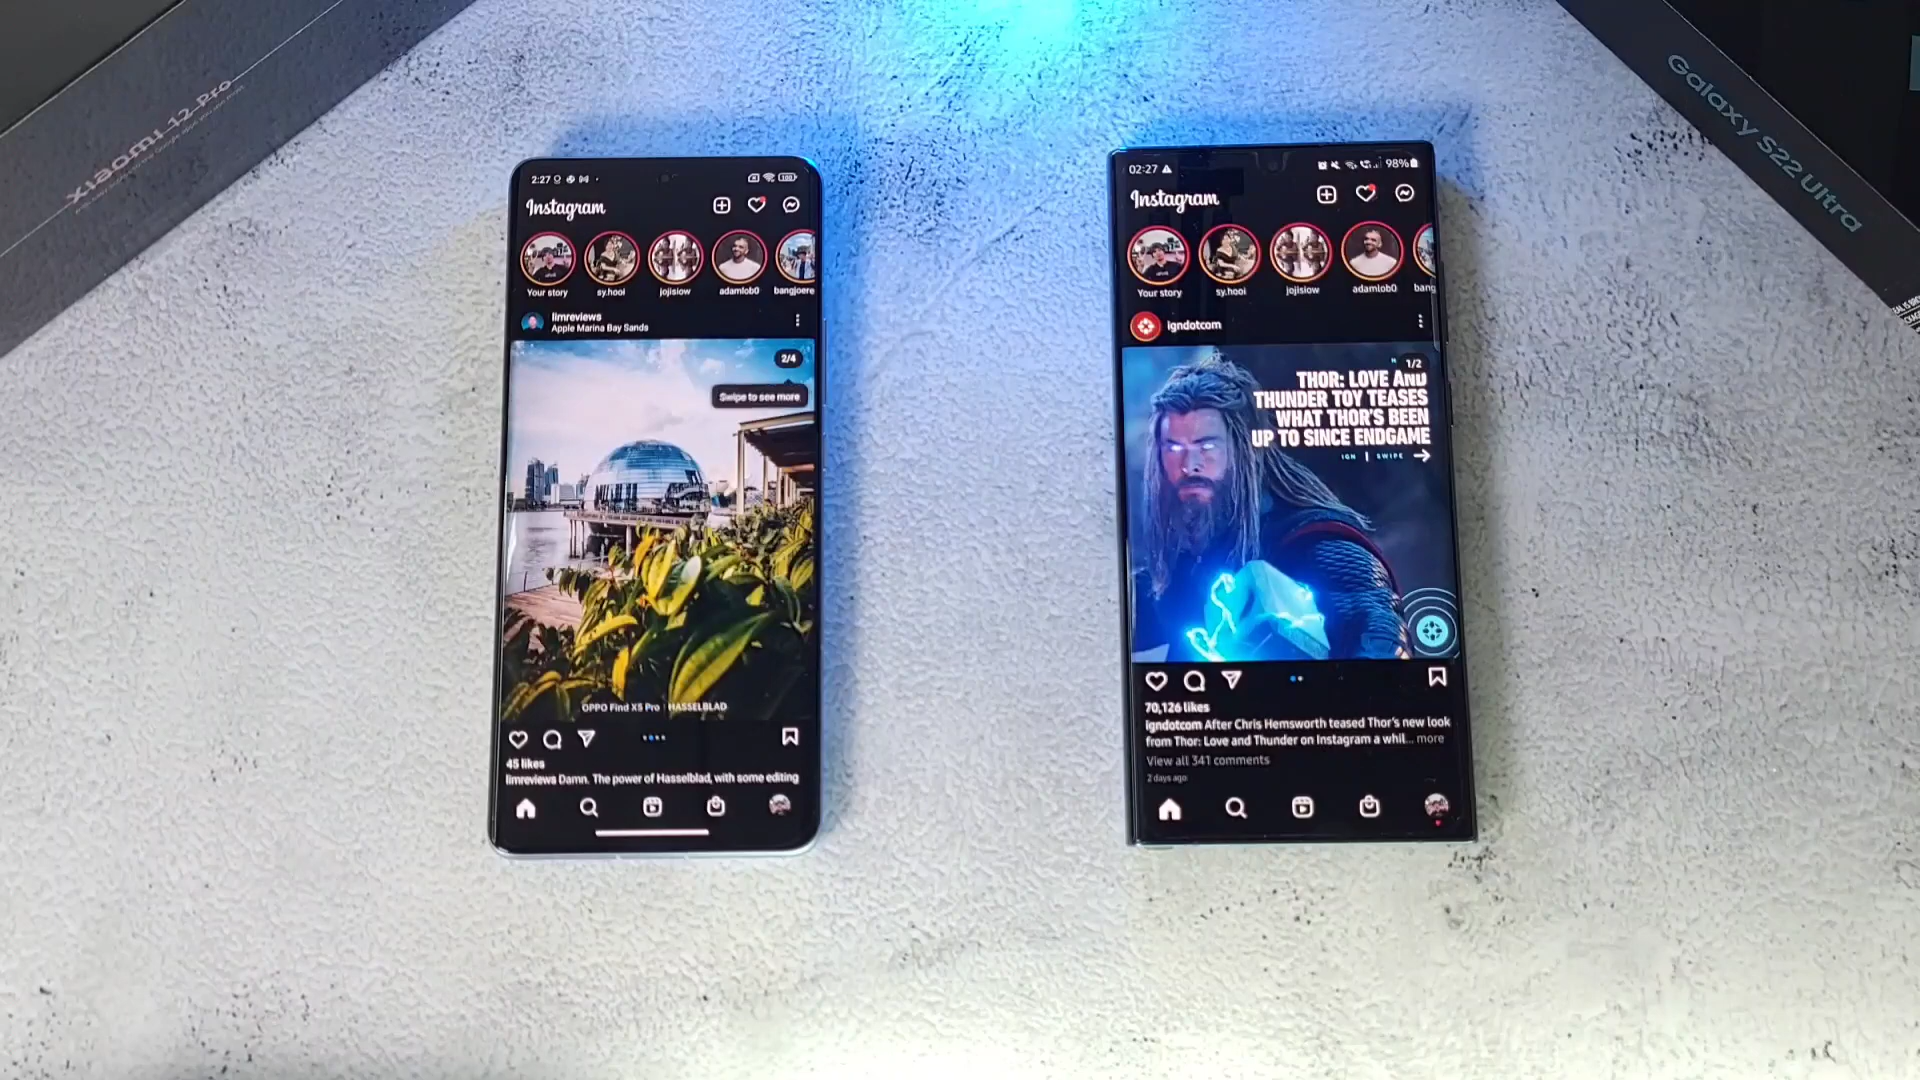 Xiaomi 12 Pro
Galaxy S22 Ultra
2:27
100
Instagram
Your story
sy.hooi
jojisiow
adamlob0
bangjoere
limreviews
Apple Marina Bay Sands
2/4
Swipe to see more
OPPO Find X5 Pro | HASSELBLAD
45 likes
limreviews Damn. The power of Hasselblad, with some editing
02:27
98%
Instagram
Your story
sy.hooi
jojisiow
adamlob0
bang
igndotcom
1/2
THOR: LOVE AND
THUNDER TOY TEASES
WHAT THOR'S BEEN
UP TO SINCE ENDGAME
IGN | SWIPE
70,126 likes
igndotcom After Chris Hemsworth teased Thor's new look
from Thor: Love and Thunder on Instagram a whil... more
View all 341 comments
2 days ago